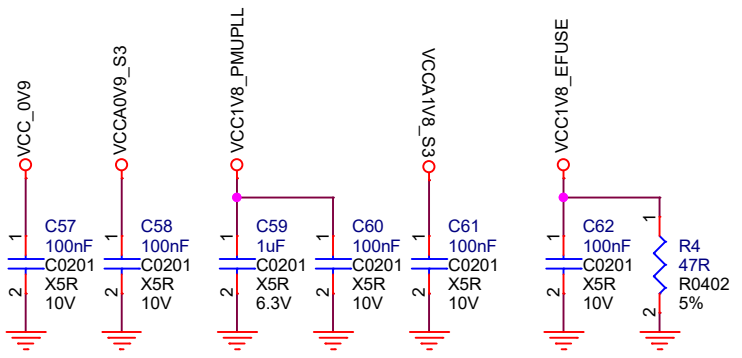 VCC_0V9
VCCA0V9_S3
VCC1V8_PMUPLL
VCCA1V8_S3
VCC1V8_EFUSE
1
C57
100nF
C0201
X5R
10V
2
1
C58
100nF
C0201
X5R
10V
2
1
C59
1uF
C0201
X5R
6.3V
2
1
C60
100nF
C0201
X5R
10V
2
1
C61
100nF
C0201
X5R
10V
2
1
C62
100nF
C0201
X5R
10V
2
1
R4
47R
R0402
5%
2